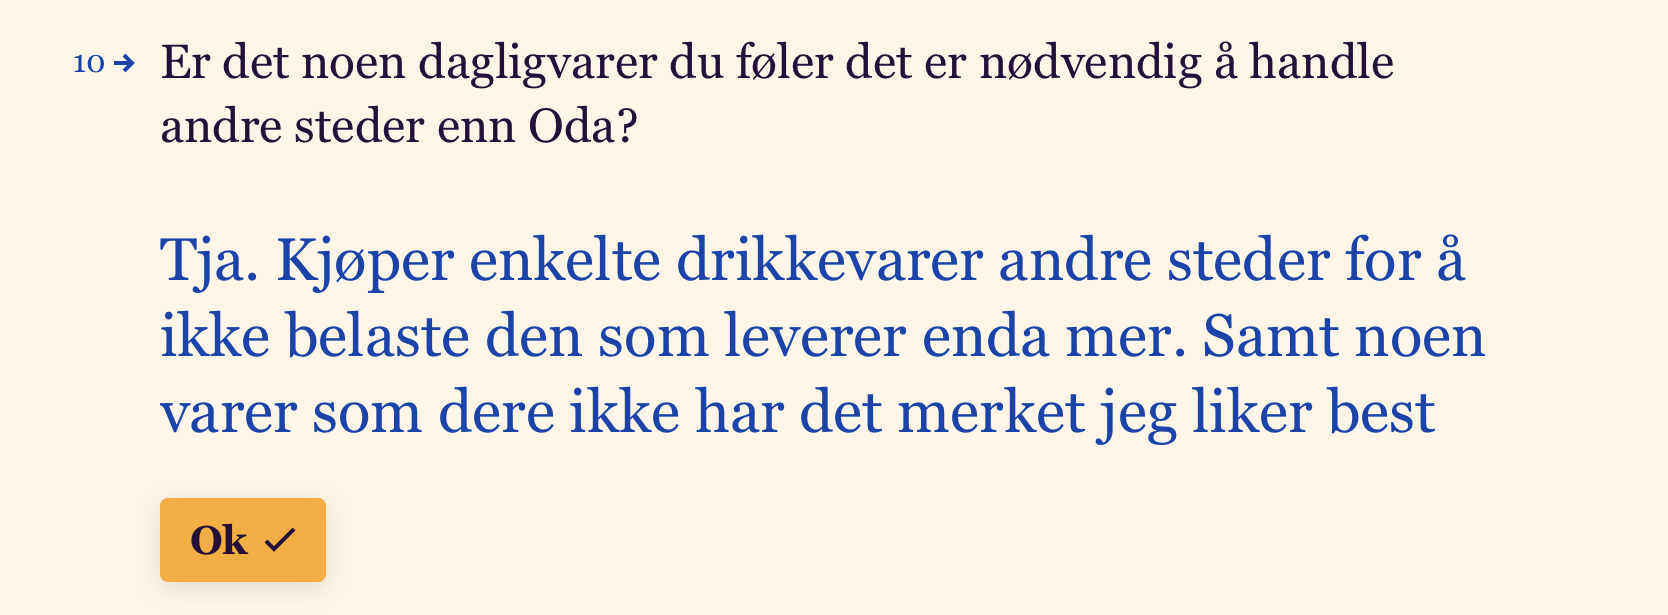 10 → Er det noen dagligvarer du føler det er nødvendig å handle
andre steder enn Oda?
Tja. Kjøper enkelte drikkevarer andre steder for å
ikke belaste den som leverer enda mer. Samt noen
varer som dere ikke har det merket jeg liker best
Ok ✓